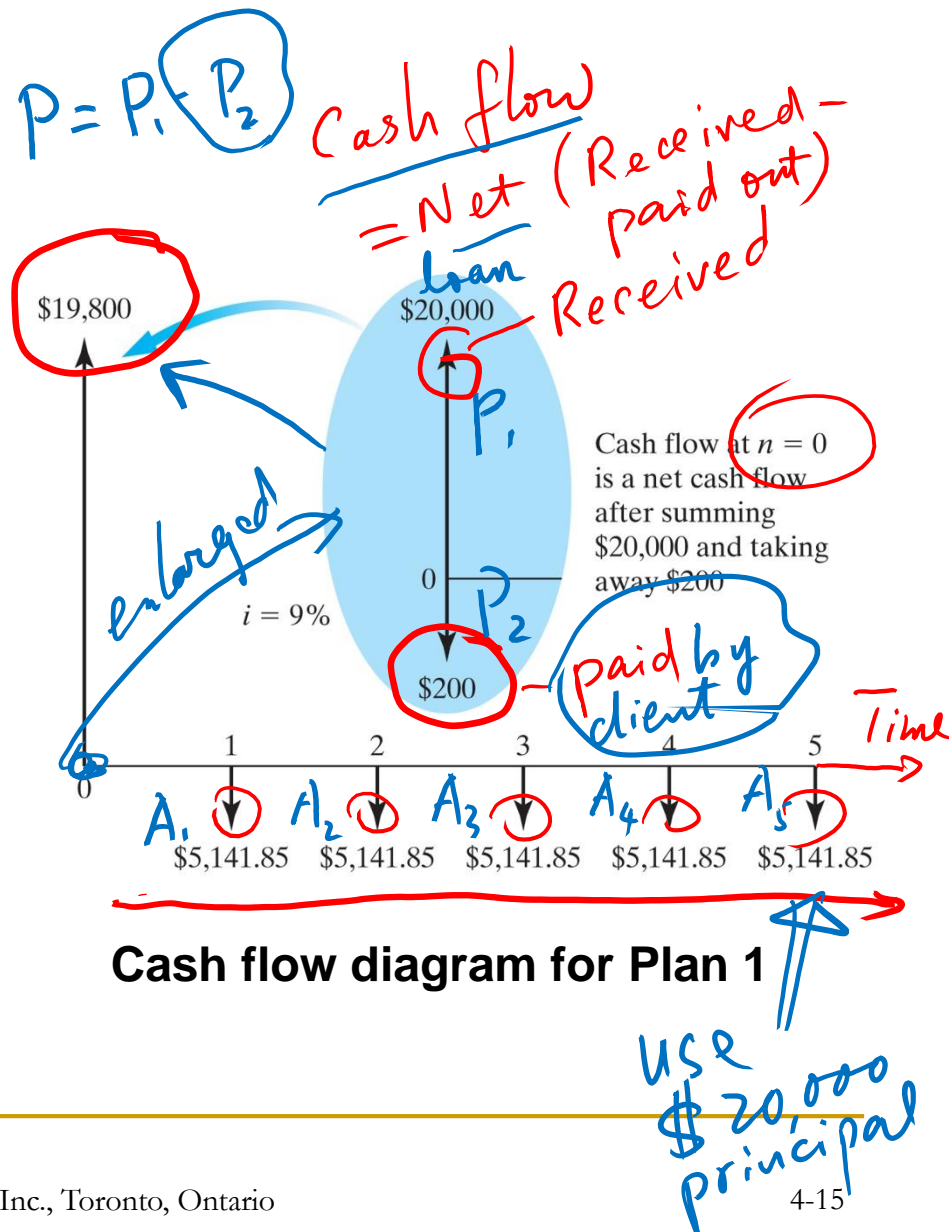 P = P₁ - P₂
Cash flow
= Net (Received -
paid out)
loan
Received
$19,800
$20,000
P₁
Cash flow at n = 0
is a net cash flow
after summing
$20,000 and taking
away $200
enlarged
0
i = 9%
P₂
$200
paid by
client
Time
1 2 3 4 5
0
A₁ A₂ A₃ A₄ A₅
$5,141.85 $5,141.85 $5,141.85 $5,141.85 $5,141.85
Cash flow diagram for Plan 1
use
$20,000
principal
Inc., Toronto, Ontario
4-15